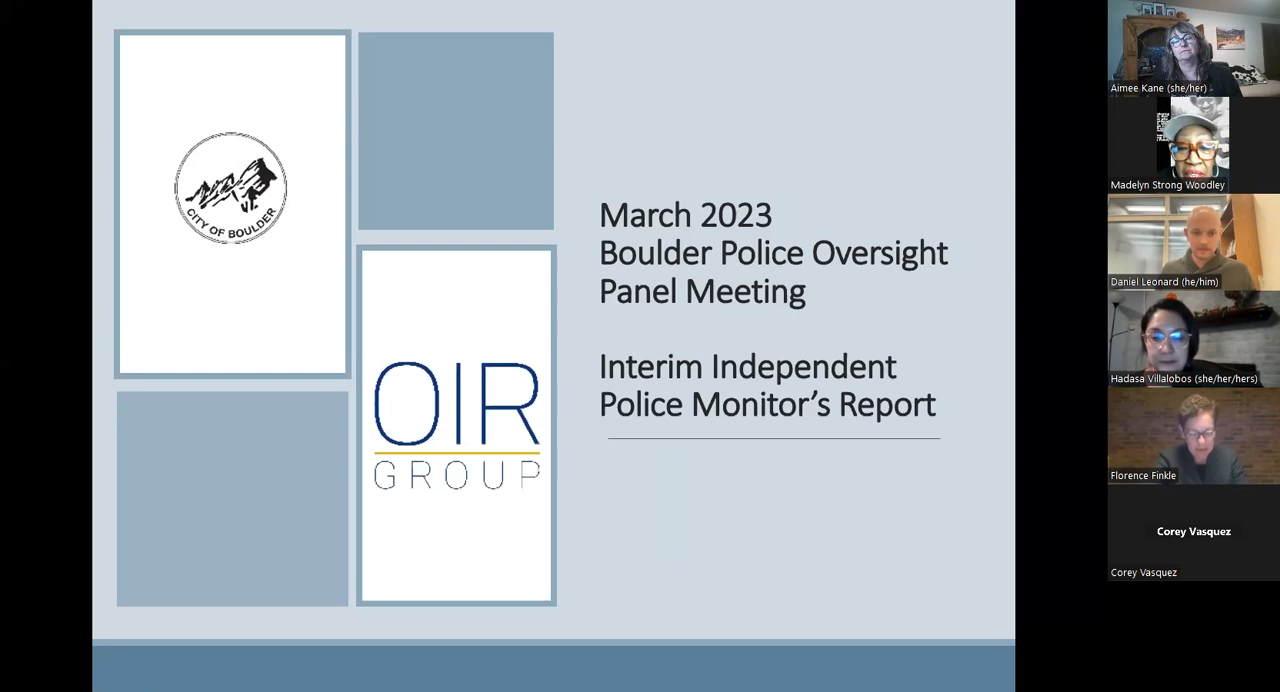 CITY OF BOULDER
OIR
GROUP
March 2023
Boulder Police Oversight
Panel Meeting
Interim Independent
Police Monitor's Report
Aimee Kane (she/her)
Madelyn Strong Woodley
Daniel Leonard (he/him)
Hadasa Villalobos (she/her/hers)
Florence Finkle
Corey Vasquez
Corey Vasquez